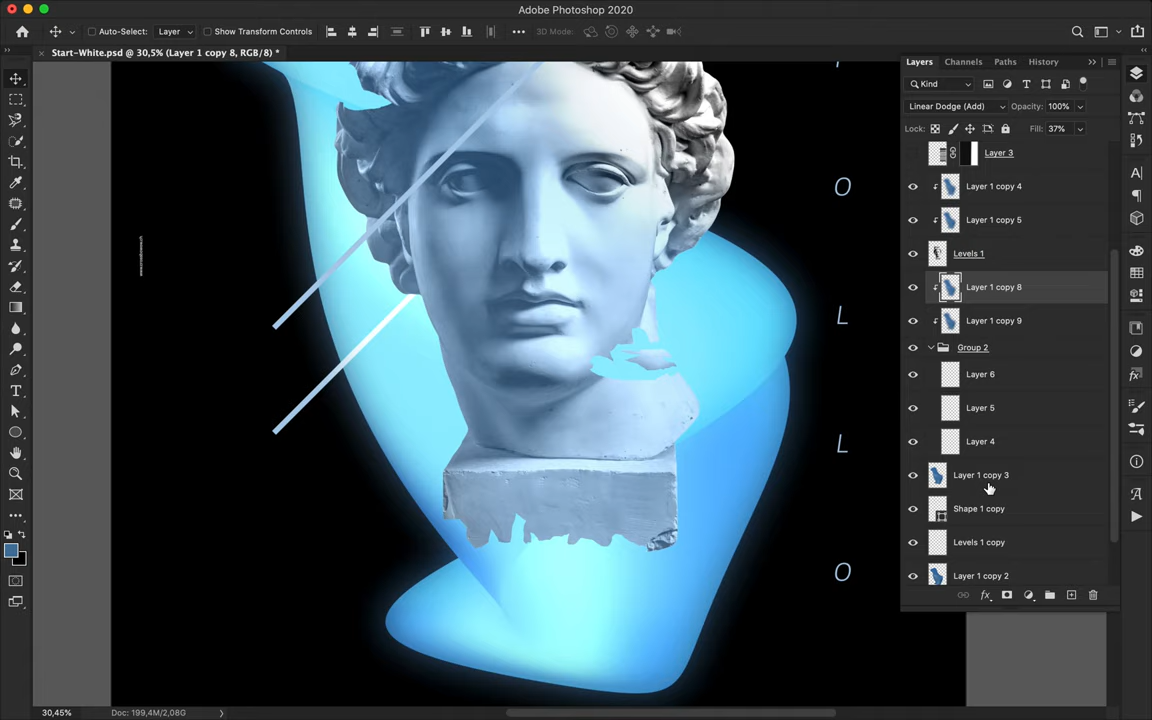 Adobe Photoshop 2020
Auto-Select: Layer Show Transform Controls 3D Mode:
Start-White.psd @ 30,5% (Layer 1 copy 8, RGB/8) *
Layers Channels Paths History
Kind
Linear Dodge (Add) Opacity: 100%
Lock: Fill: 37%
Layer 3
Layer 1 copy 4
Layer 1 copy 5
Levels 1
Layer 1 copy 8
Layer 1 copy 9
Group 2
Layer 6
Layer 5
Layer 4
Layer 1 copy 3
Shape 1 copy
Levels 1 copy
Layer 1 copy 2
O
L
L
O
30,45% Doc: 199,4M/2,08G